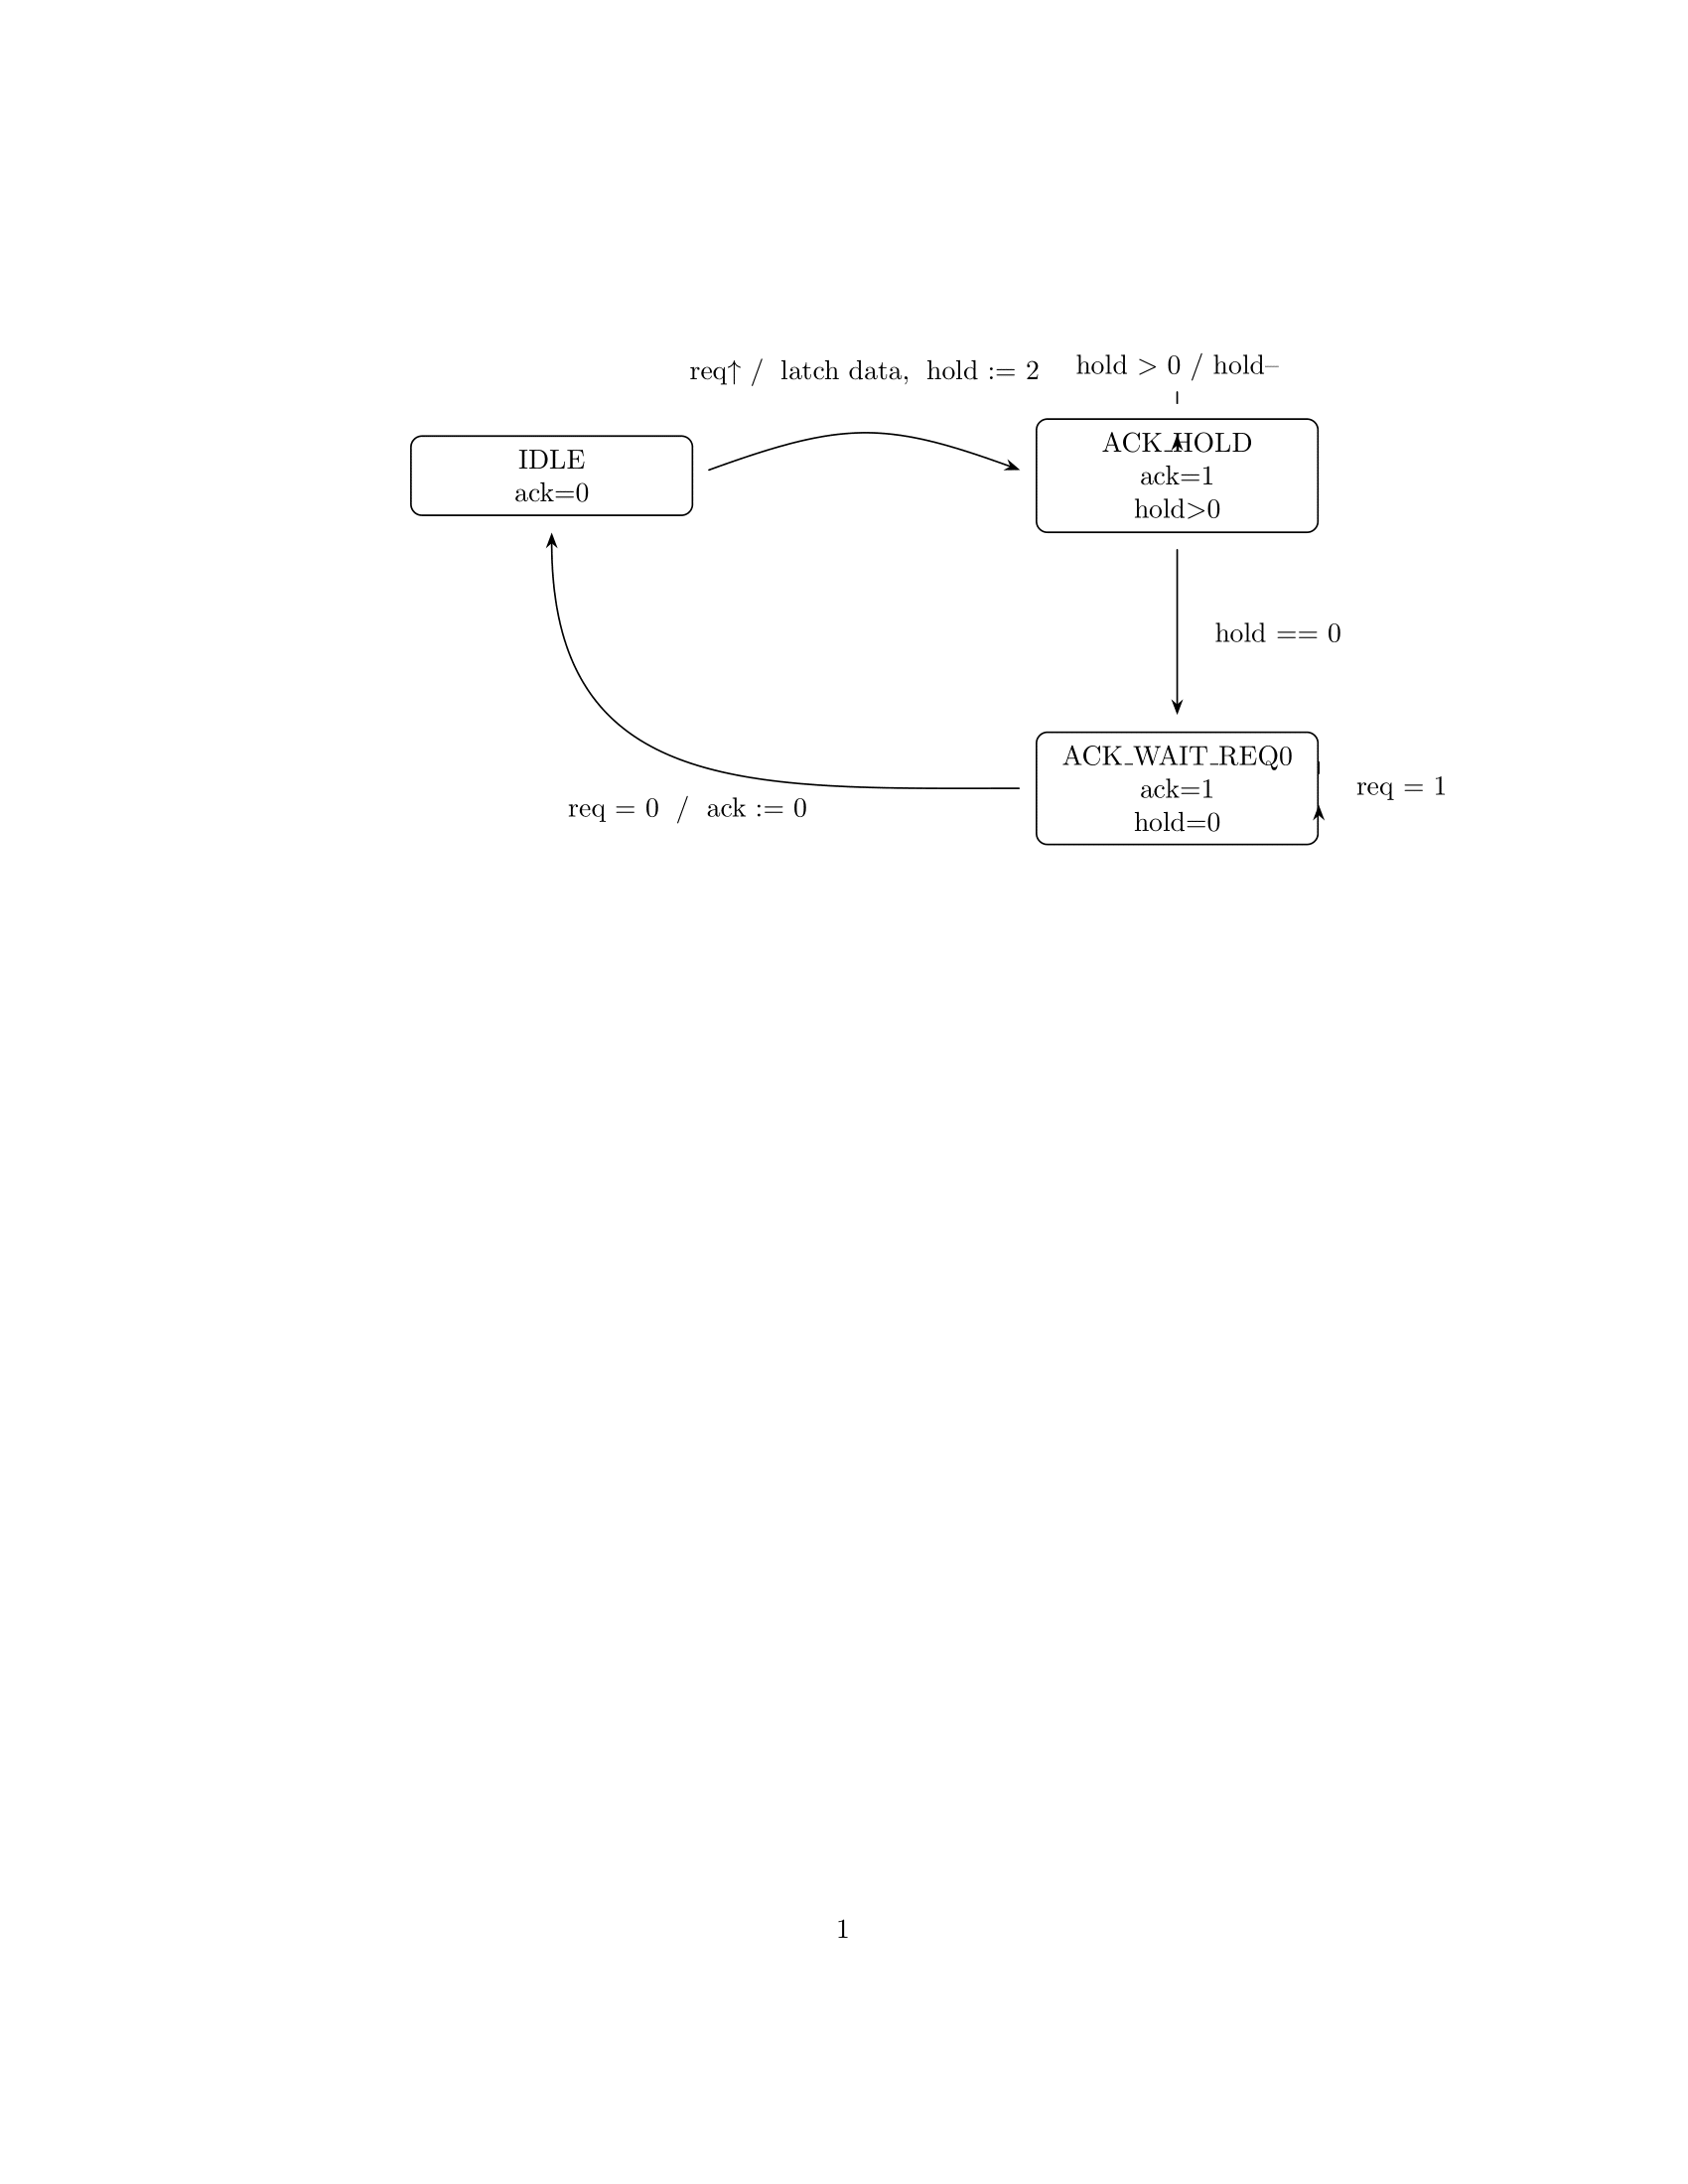 req↑ / latch data, hold := 2
hold > 0 / hold–
IDLE
ack=0
ACK_HOLD
ack=1
hold>0
hold == 0
ACK_WAIT_REQ0
ack=1
hold=0
req = 1
req = 0 / ack := 0
1